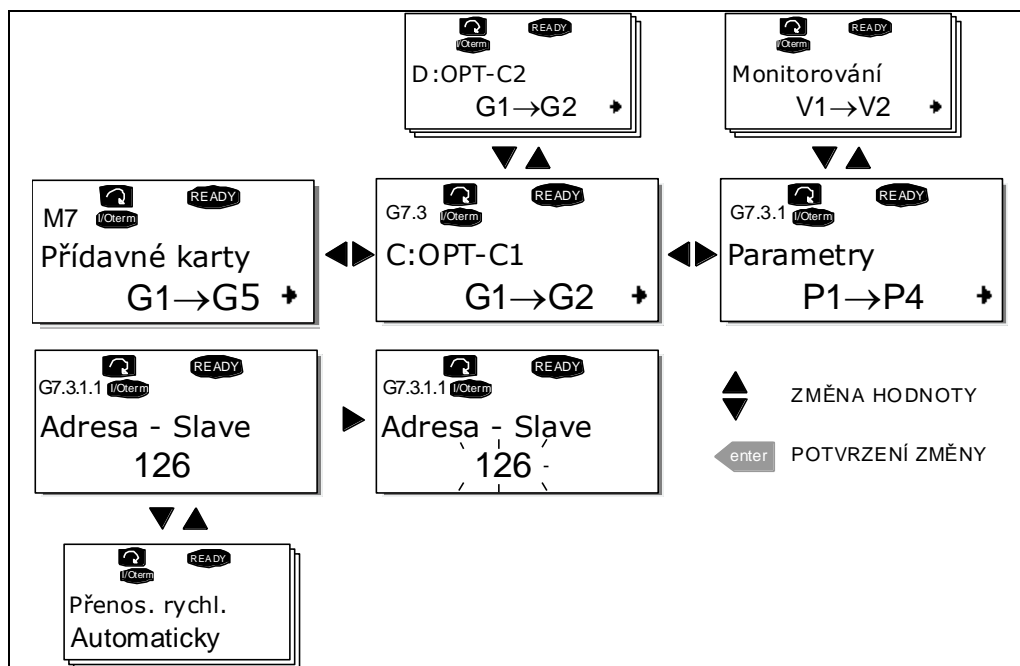 READY
I/Oterm
D:OPT-C2
G1→G2
READY
I/Oterm
Monitorování
V1→V2
READY
M7 I/Oterm
Přídavné karty
G1→G5
READY
G7.3 I/Oterm
C:OPT-C1
G1→G2
READY
G7.3.1 I/Oterm
Parametry
P1→P4
READY
G7.3.1.1 I/Oterm
Adresa - Slave
126
READY
G7.3.1.1 I/Oterm
Adresa - Slave
126
ZMĚNA HODNOTY
enter POTVRZENÍ ZMĚNY
READY
I/Oterm
Přenos. rychl.
Automaticky